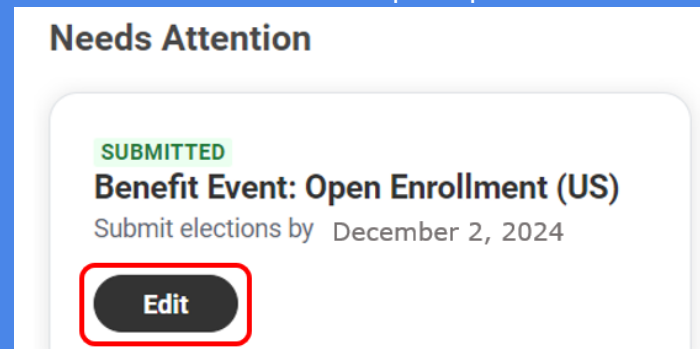 Needs Attention
SUBMITTED
Benefit Event: Open Enrollment (US)
Submit elections by December 2, 2024
Edit